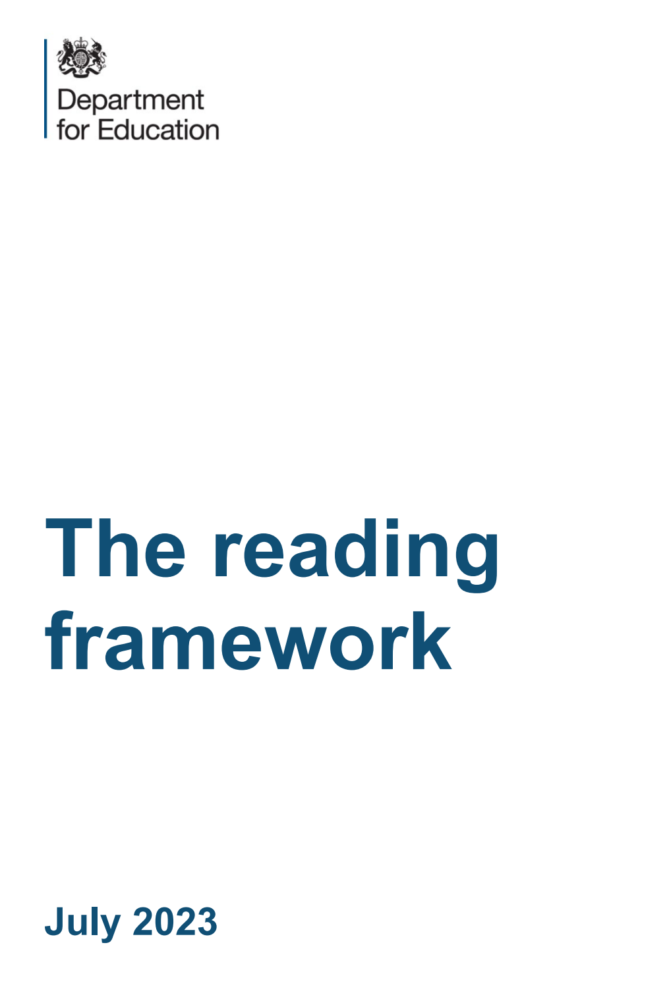 Department
for Education
The reading
framework
July 2023